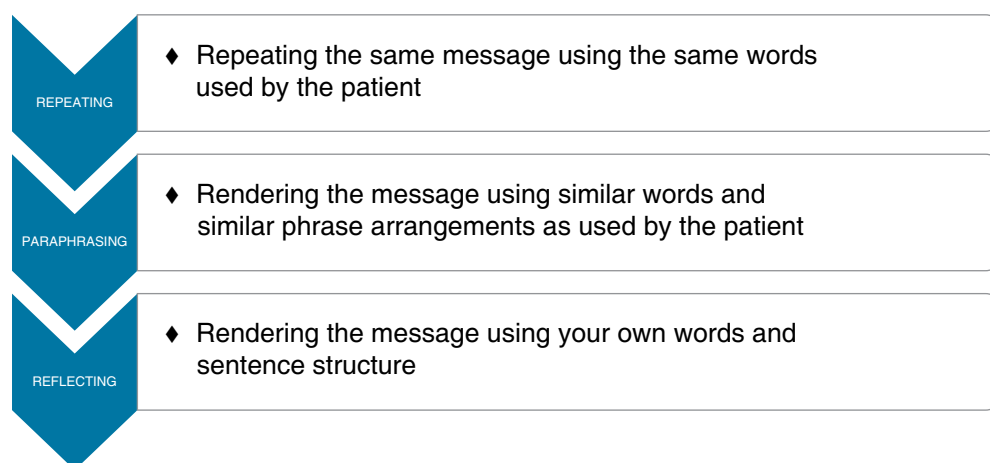 REPEATING
♦ Repeating the same message using the same words
used by the patient
PARAPHRASING
♦ Rendering the message using similar words and
similar phrase arrangements as used by the patient
REFLECTING
♦ Rendering the message using your own words and
sentence structure